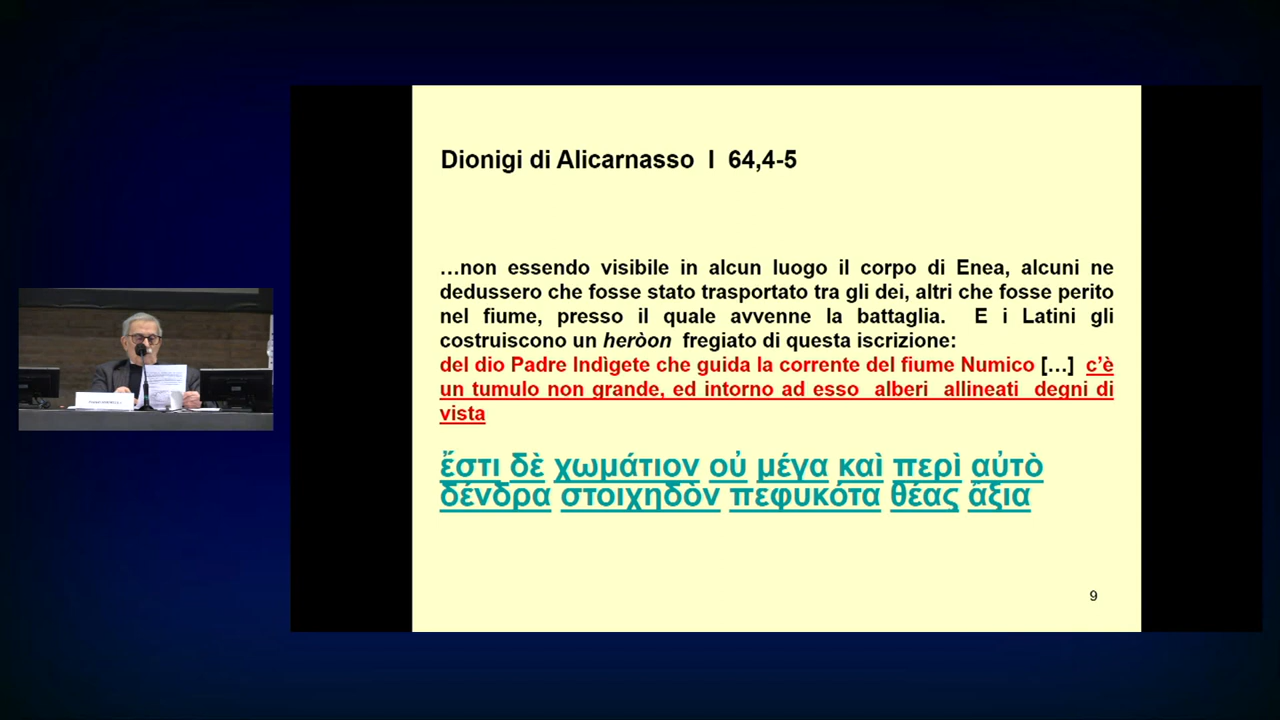 Dionigi di Alicarnasso I 64,4-5
…non essendo visibile in alcun luogo il corpo di Enea, alcuni ne
dedussero che fosse stato trasportato tra gli dei, altri che fosse perito
nel fiume, presso il quale avvenne la battaglia. E i Latini gli
costruiscono un heròon fregiato di questa iscrizione:
del dio Padre Indìgete che guida la corrente del fiume Numico […] c’è
un tumulo non grande, ed intorno ad esso alberi allineati degni di
vista
ἔστι δὲ χωμάτιον οὐ μέγα καὶ περὶ αὐτὸ
δένδρα στοιχηδὸν πεφυκότα θέας ἄξια
9